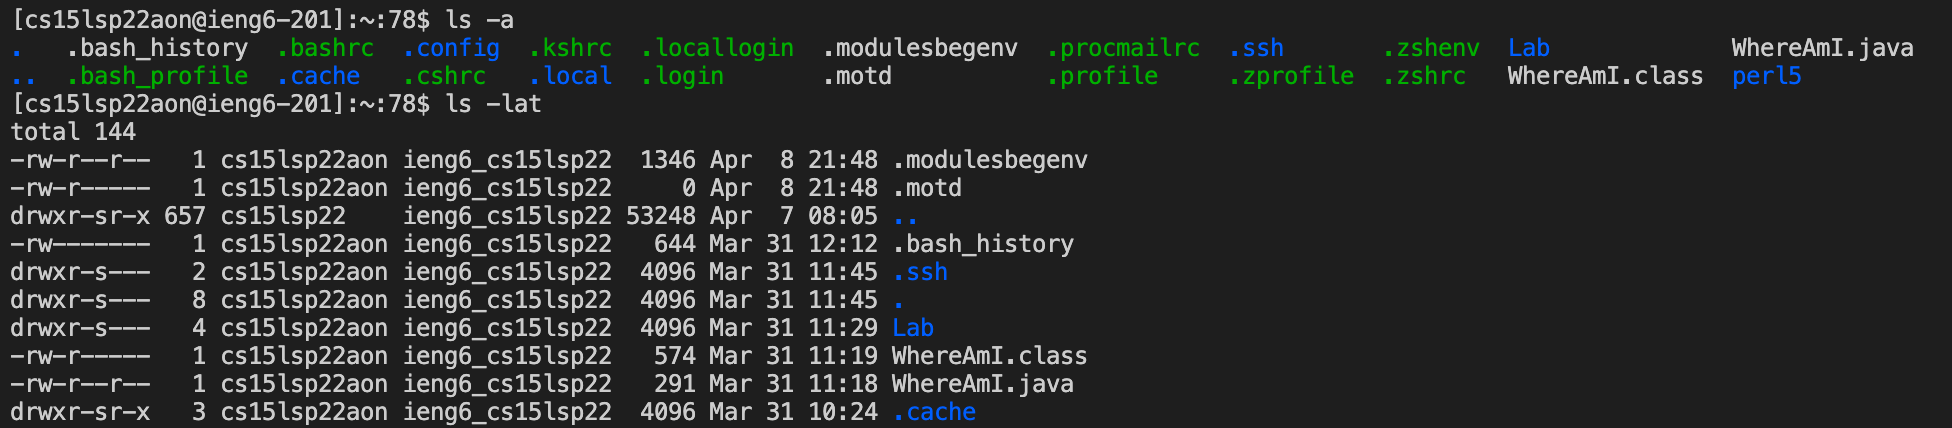 [cs15lsp22aon@ieng6-201]:~:78$ ls -a
.   .bash_history  .bashrc  .config  .kshrc  .locallogin  .modulesbegenv  .procmailrc  .ssh       .zshenv  Lab             WhereAmI.java
..  .bash_profile  .cache   .cshrc   .local  .login       .motd           .profile     .zprofile  .zshrc   WhereAmI.class  perl5
[cs15lsp22aon@ieng6-201]:~:78$ ls -lat
total 144
-rw-r--r--   1 cs15lsp22aon ieng6_cs15lsp22  1346 Apr  8 21:48 .modulesbegenv
-rw-r-----   1 cs15lsp22aon ieng6_cs15lsp22     0 Apr  8 21:48 .motd
drwxr-sr-x 657 cs15lsp22    ieng6_cs15lsp22 53248 Apr  7 08:05 ..
-rw-------   1 cs15lsp22aon ieng6_cs15lsp22   644 Mar 31 12:12 .bash_history
drwxr-s---   2 cs15lsp22aon ieng6_cs15lsp22  4096 Mar 31 11:45 .ssh
drwxr-s---   8 cs15lsp22aon ieng6_cs15lsp22  4096 Mar 31 11:45 .
drwxr-s---   4 cs15lsp22aon ieng6_cs15lsp22  4096 Mar 31 11:29 Lab
-rw-r-----   1 cs15lsp22aon ieng6_cs15lsp22   574 Mar 31 11:19 WhereAmI.class
-rw-r--r--   1 cs15lsp22aon ieng6_cs15lsp22   291 Mar 31 11:18 WhereAmI.java
drwxr-sr-x   3 cs15lsp22aon ieng6_cs15lsp22  4096 Mar 31 10:24 .cache